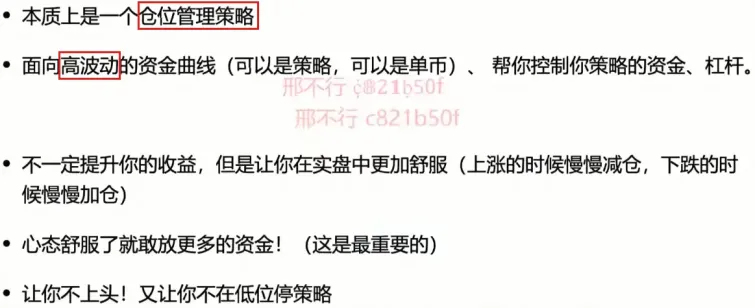 • 本质上是一个仓位管理策略
• 面向高波动的资金曲线（可以是策略，可以是单币）、 帮你控制你策略的资金、杠杆。
邢不行 c821b50f
邢不行 c821b50f
• 不一定提升你的收益，但是让你在实盘中更加舒服（上涨的时候慢慢减仓，下跌的时
候慢慢加仓）
• 心态舒服了就敢放更多的资金！（这是最重要的）
• 让你不上头！又让你不在低位停策略